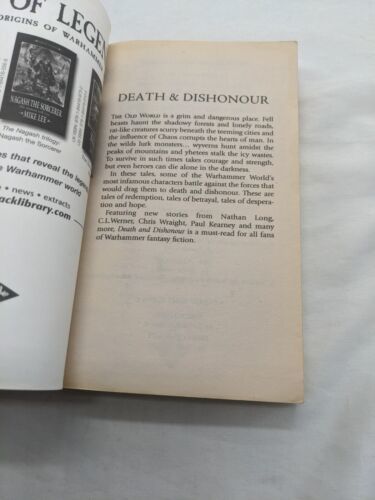 OF LEGEN
ORIGINS OF WARHAMMER
NAGASH THE SORCERER
MIKE LEE
The Nagash trilogy:
Nagash the Sorcerer
es that reveal the legen
e Warhammer world
• news • extracts
acklibrary.com
DEATH & DISHONOUR
THE OLD WORLD is a grim and dangerous place. Fell
beasts haunt the shadowy forests and lonely roads,
rat-like creatures scurry beneath the teeming cities and
the influence of Chaos corrupts the hearts of man. In
the wilds lurk monsters... wyverns hunt amidst the
peaks of mountains and yhetees stalk the icy wastes.
To survive in such times takes courage and strength,
but even heroes can die alone in the darkness.
In these tales, some of the Warhammer World's
most infamous characters battle against the forces that
would drag them to death and dishonour. These are
tales of redemption, tales of betrayal, tales of despera-
tion and hope.
Featuring new stories from Nathan Long,
C.L.Werner, Chris Wraight, Paul Kearney and many
more, Death and Dishonour is a must-read for all fans
of Warhammer fantasy fiction.